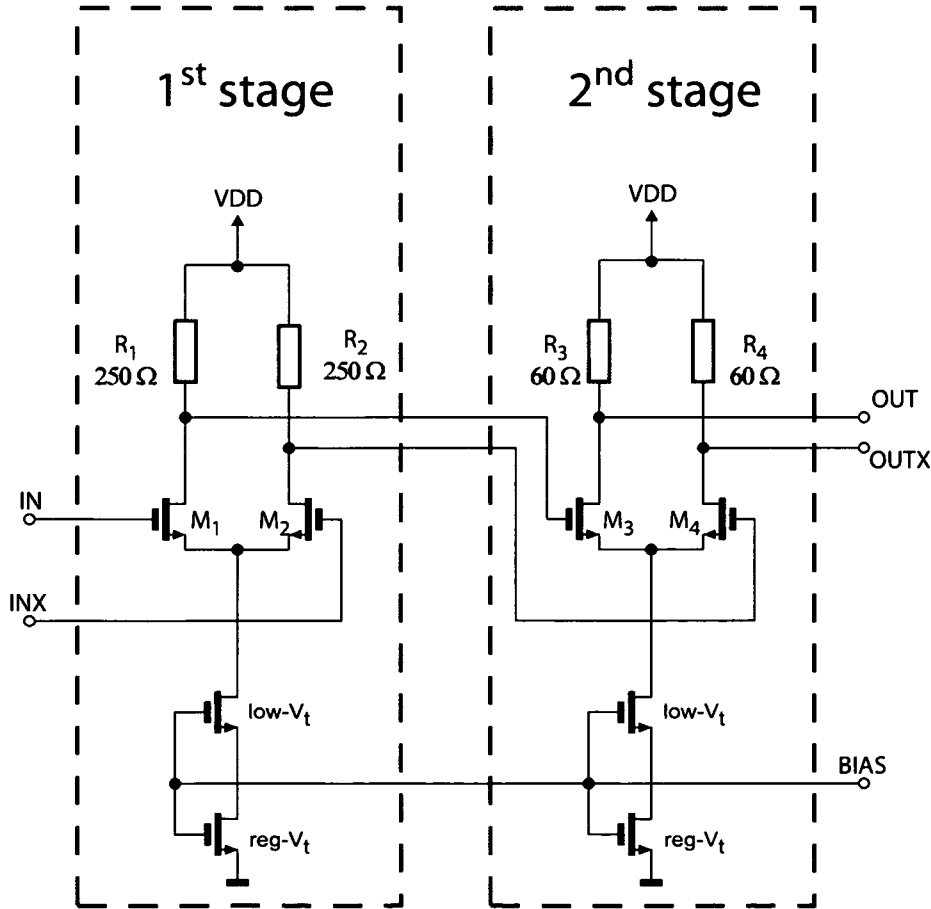 1st stage
2nd stage
VDD
VDD
R1
250 Ω
R2
250 Ω
R3
60 Ω
R4
60 Ω
OUT
OUTX
IN
M1
M2
M3
M4
INX
low-Vt
low-Vt
BIAS
reg-Vt
reg-Vt